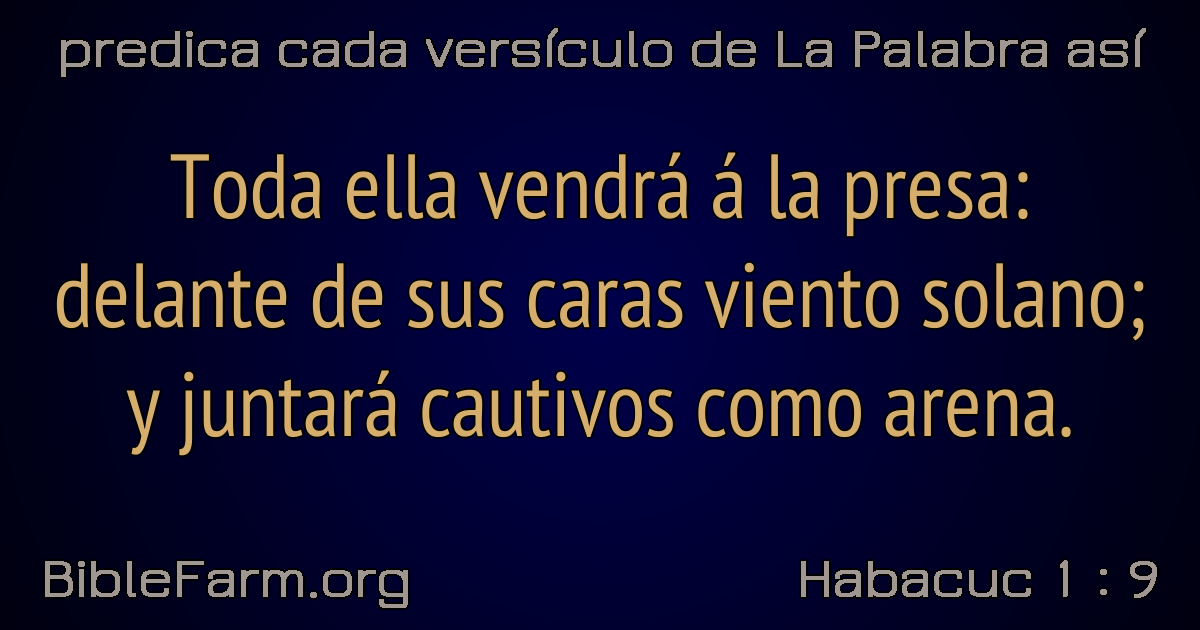 predica cada versículo de La Palabra así
Toda ella vendrá á la presa:
delante de sus caras viento solano;
y juntará cautivos como arena.
BibleFarm.org
Habacuc 1 : 9